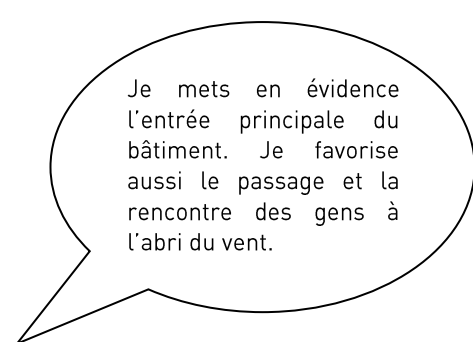 Je mets en évidence
l'entrée principale du
bâtiment. Je favorise
aussi le passage et la
rencontre des gens à
l'abri du vent.